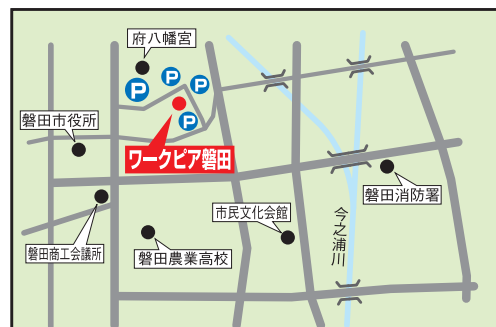 府八幡宮
P
P
P
P
磐田市役所
ワークピア磐田
磐田消防署
市民文化会館
今之浦川
磐田商工会議所
磐田農業高校